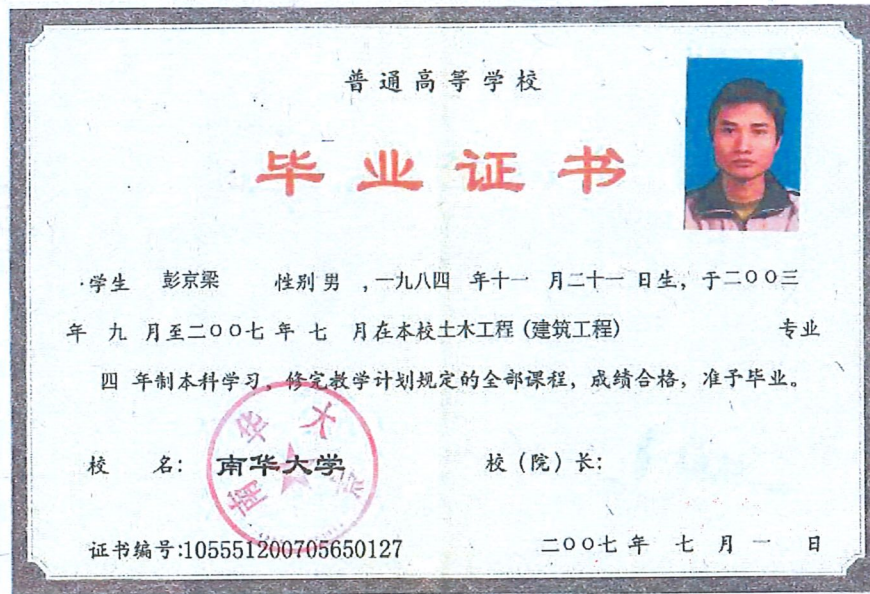 普通高等学校
毕业证书
学生 彭京梁 性别 男 ，一九八四 年十一 月二十一 日生，于二〇〇三
年 九 月至二〇〇七 年 七 月在本校土木工程（建筑工程） 专业
四 年制本科学习，修完教学计划规定的全部课程，成绩合格，准予毕业。
校 名： 南华大学 校（院）长：
南华大学
证书编号:105551200705650127 二〇〇七 年 七 月 一 日